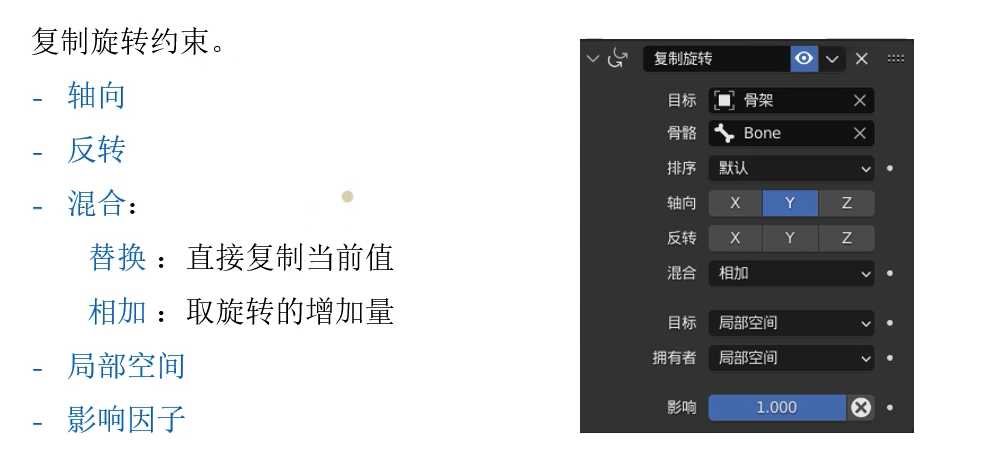 复制旋转约束。
- 轴向
- 反转
- 混合：
替换 ：直接复制当前值
相加 ：取旋转的增加量
- 局部空间
- 影响因子
复制旋转
目标 骨架
骨骼 Bone
排序 默认
轴向 X Y Z
反转 X Y Z
混合 相加
目标 局部空间
拥有者 局部空间
影响 1.000